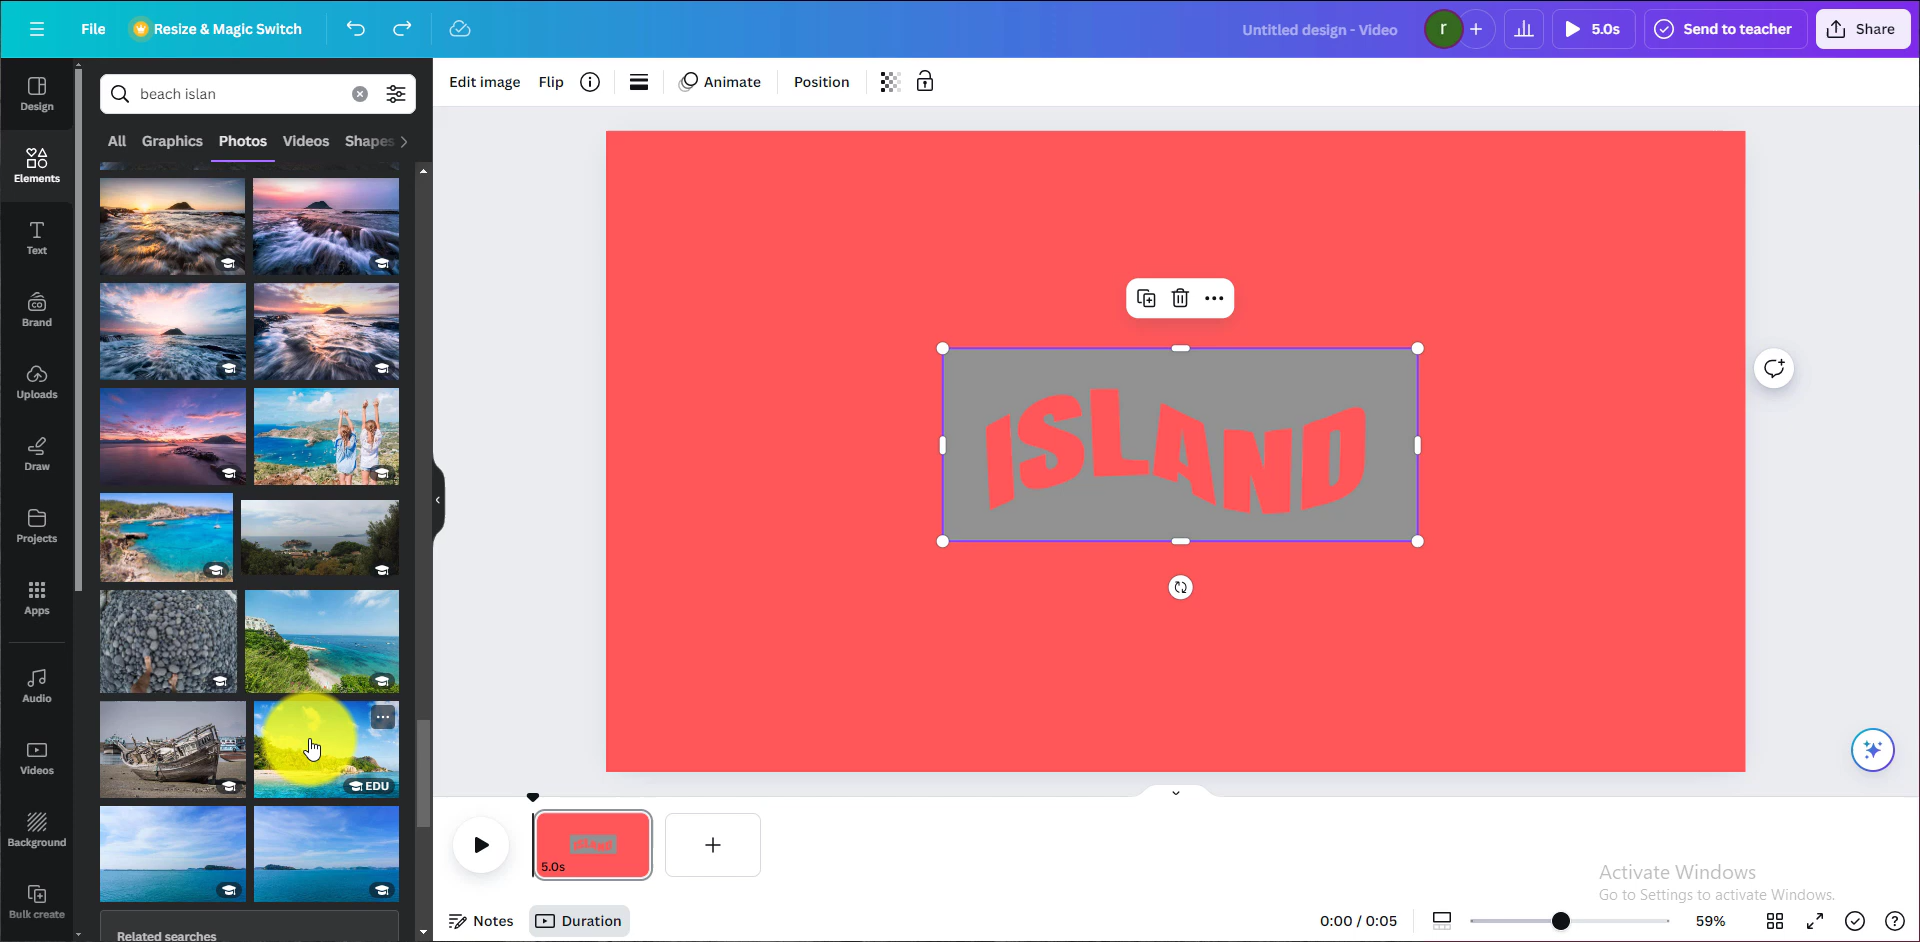 File
Resize & Magic Switch
Untitled design - Video
r
+
5.0s
Send to teacher
Share
Design
Elements
Text
Brand
Uploads
Draw
Projects
Apps
Audio
Videos
Background
Bulk create
beach islan
All Graphics Photos Videos Shapes
EDU
Related searches
Edit image Flip Animate Position
ISLAND
ISLAND
5.0s
Activate Windows
Go to Settings to activate Windows.
Notes Duration 0:00 / 0:05 59%